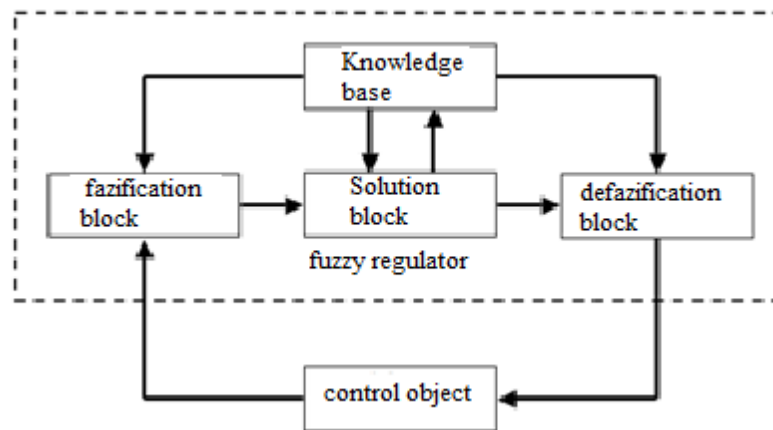 Knowledge
base
fazification
block
Solution
block
defazification
block
fuzzy regulator
control object